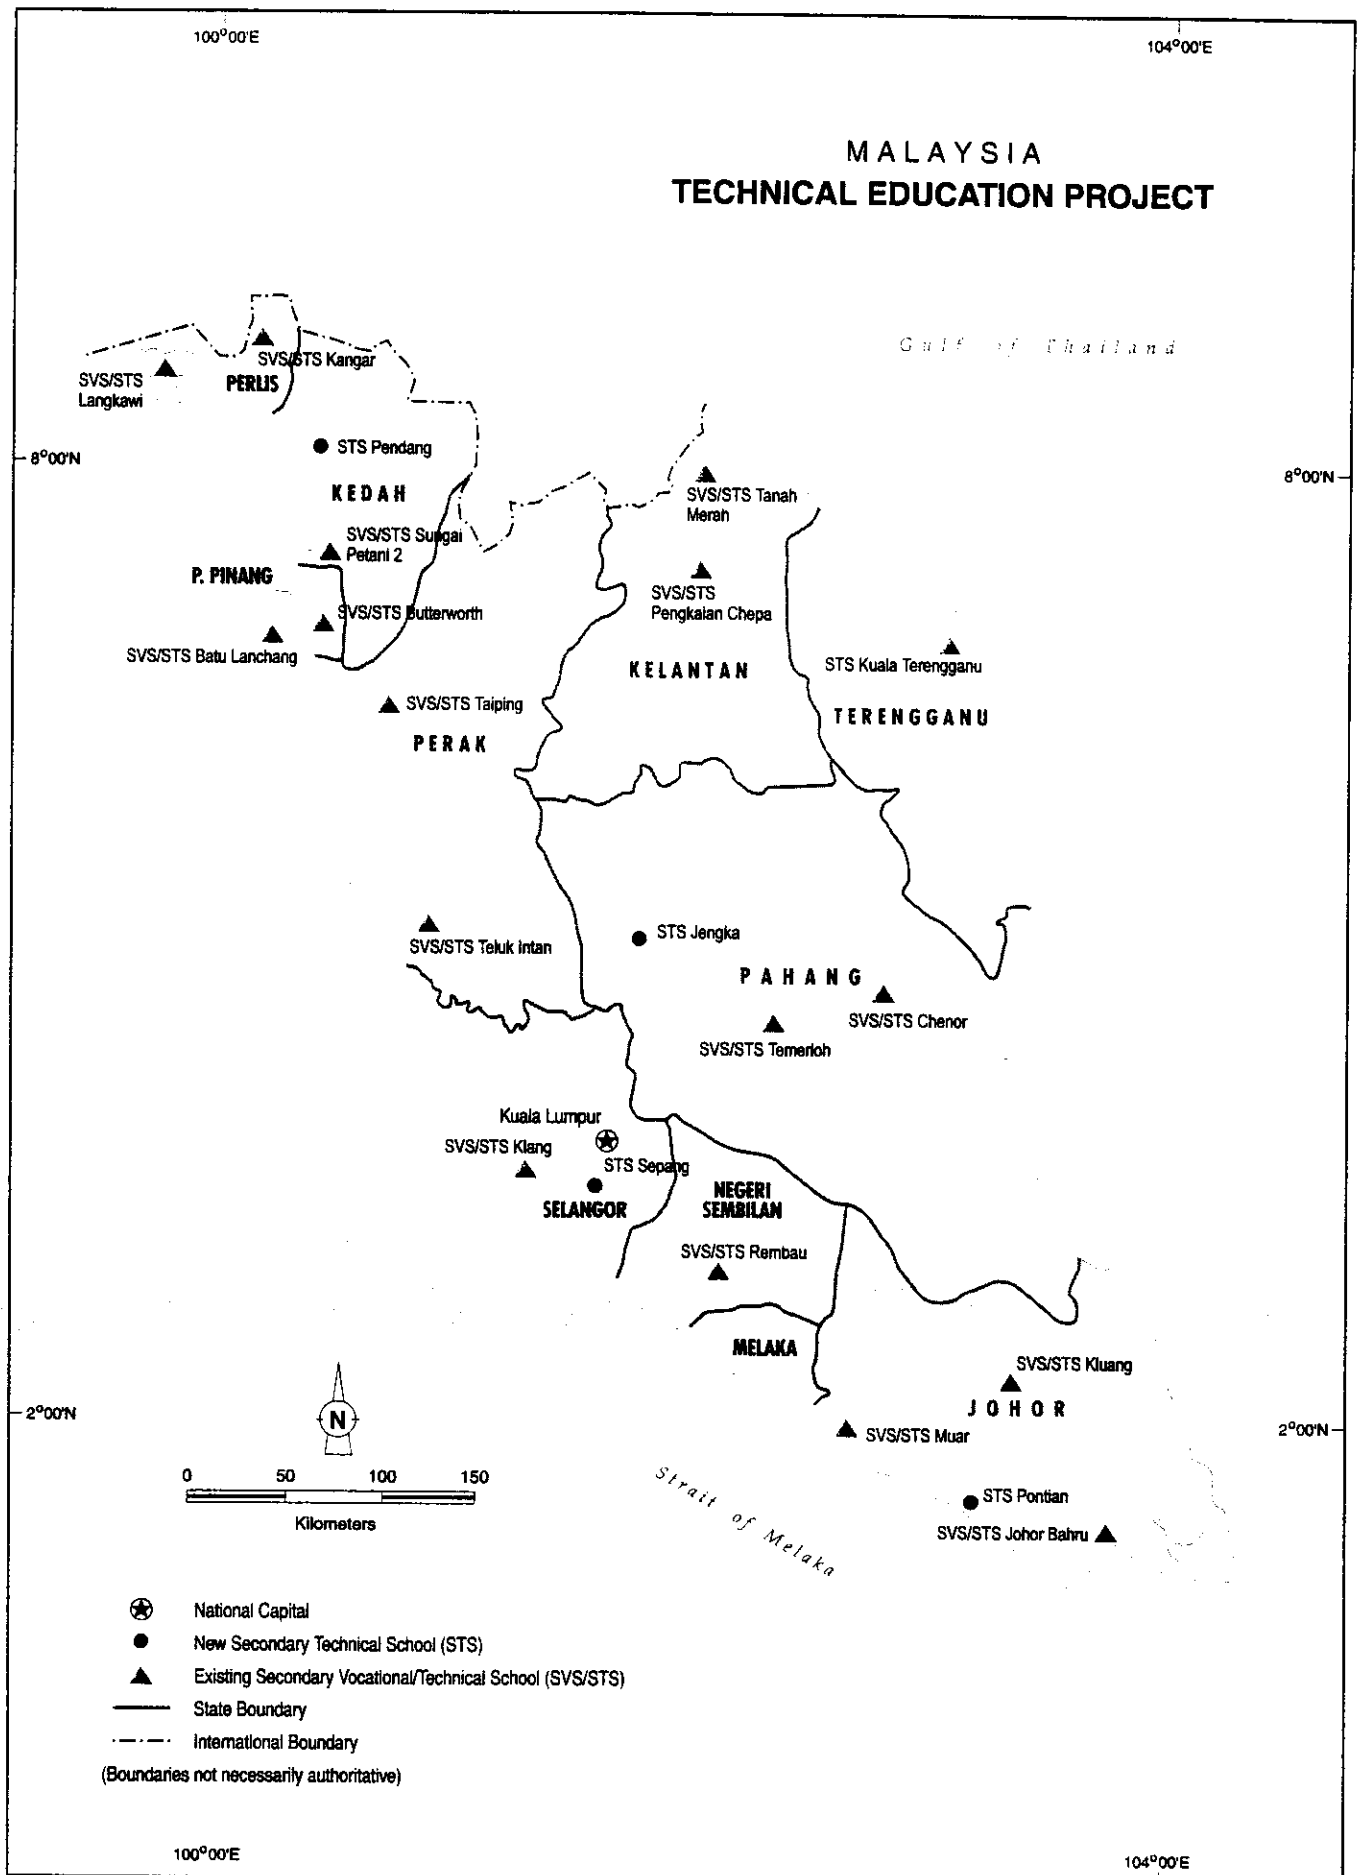 100°00'E
104°00'E
MALAYSIA
TECHNICAL EDUCATION PROJECT
Gulf of Thailand
SVS/STS Kangar
SVS/STS
Langkawi
PERLIS
STS Pendang
8°00'N
8°00'N
KEDAH
SVS/STS Tanah
Merah
SVS/STS Sungai
Petani 2
P. PINANG
SVS/STS
Pengkalan Chepa
SVS/STS Butterworth
SVS/STS Batu Lanchang
KELANTAN
STS Kuala Terengganu
SVS/STS Taiping
TERENGGANU
PERAK
STS Jengka
SVS/STS Teluk Intan
PAHANG
SVS/STS Chenor
SVS/STS Temerloh
Kuala Lumpur
SVS/STS Klang
STS Sepang
SELANGOR
NEGERI
SEMBILAN
SVS/STS Rembau
MELAKA
SVS/STS Kluang
JOHOR
2°00'N
2°00'N
SVS/STS Muar
N
0 50 100 150
Kilometers
Strait of Melaka
STS Pontian
SVS/STS Johor Bahru
National Capital
New Secondary Technical School (STS)
Existing Secondary Vocational/Technical School (SVS/STS)
State Boundary
International Boundary
(Boundaries not necessarily authoritative)
100°00'E
104°00'E